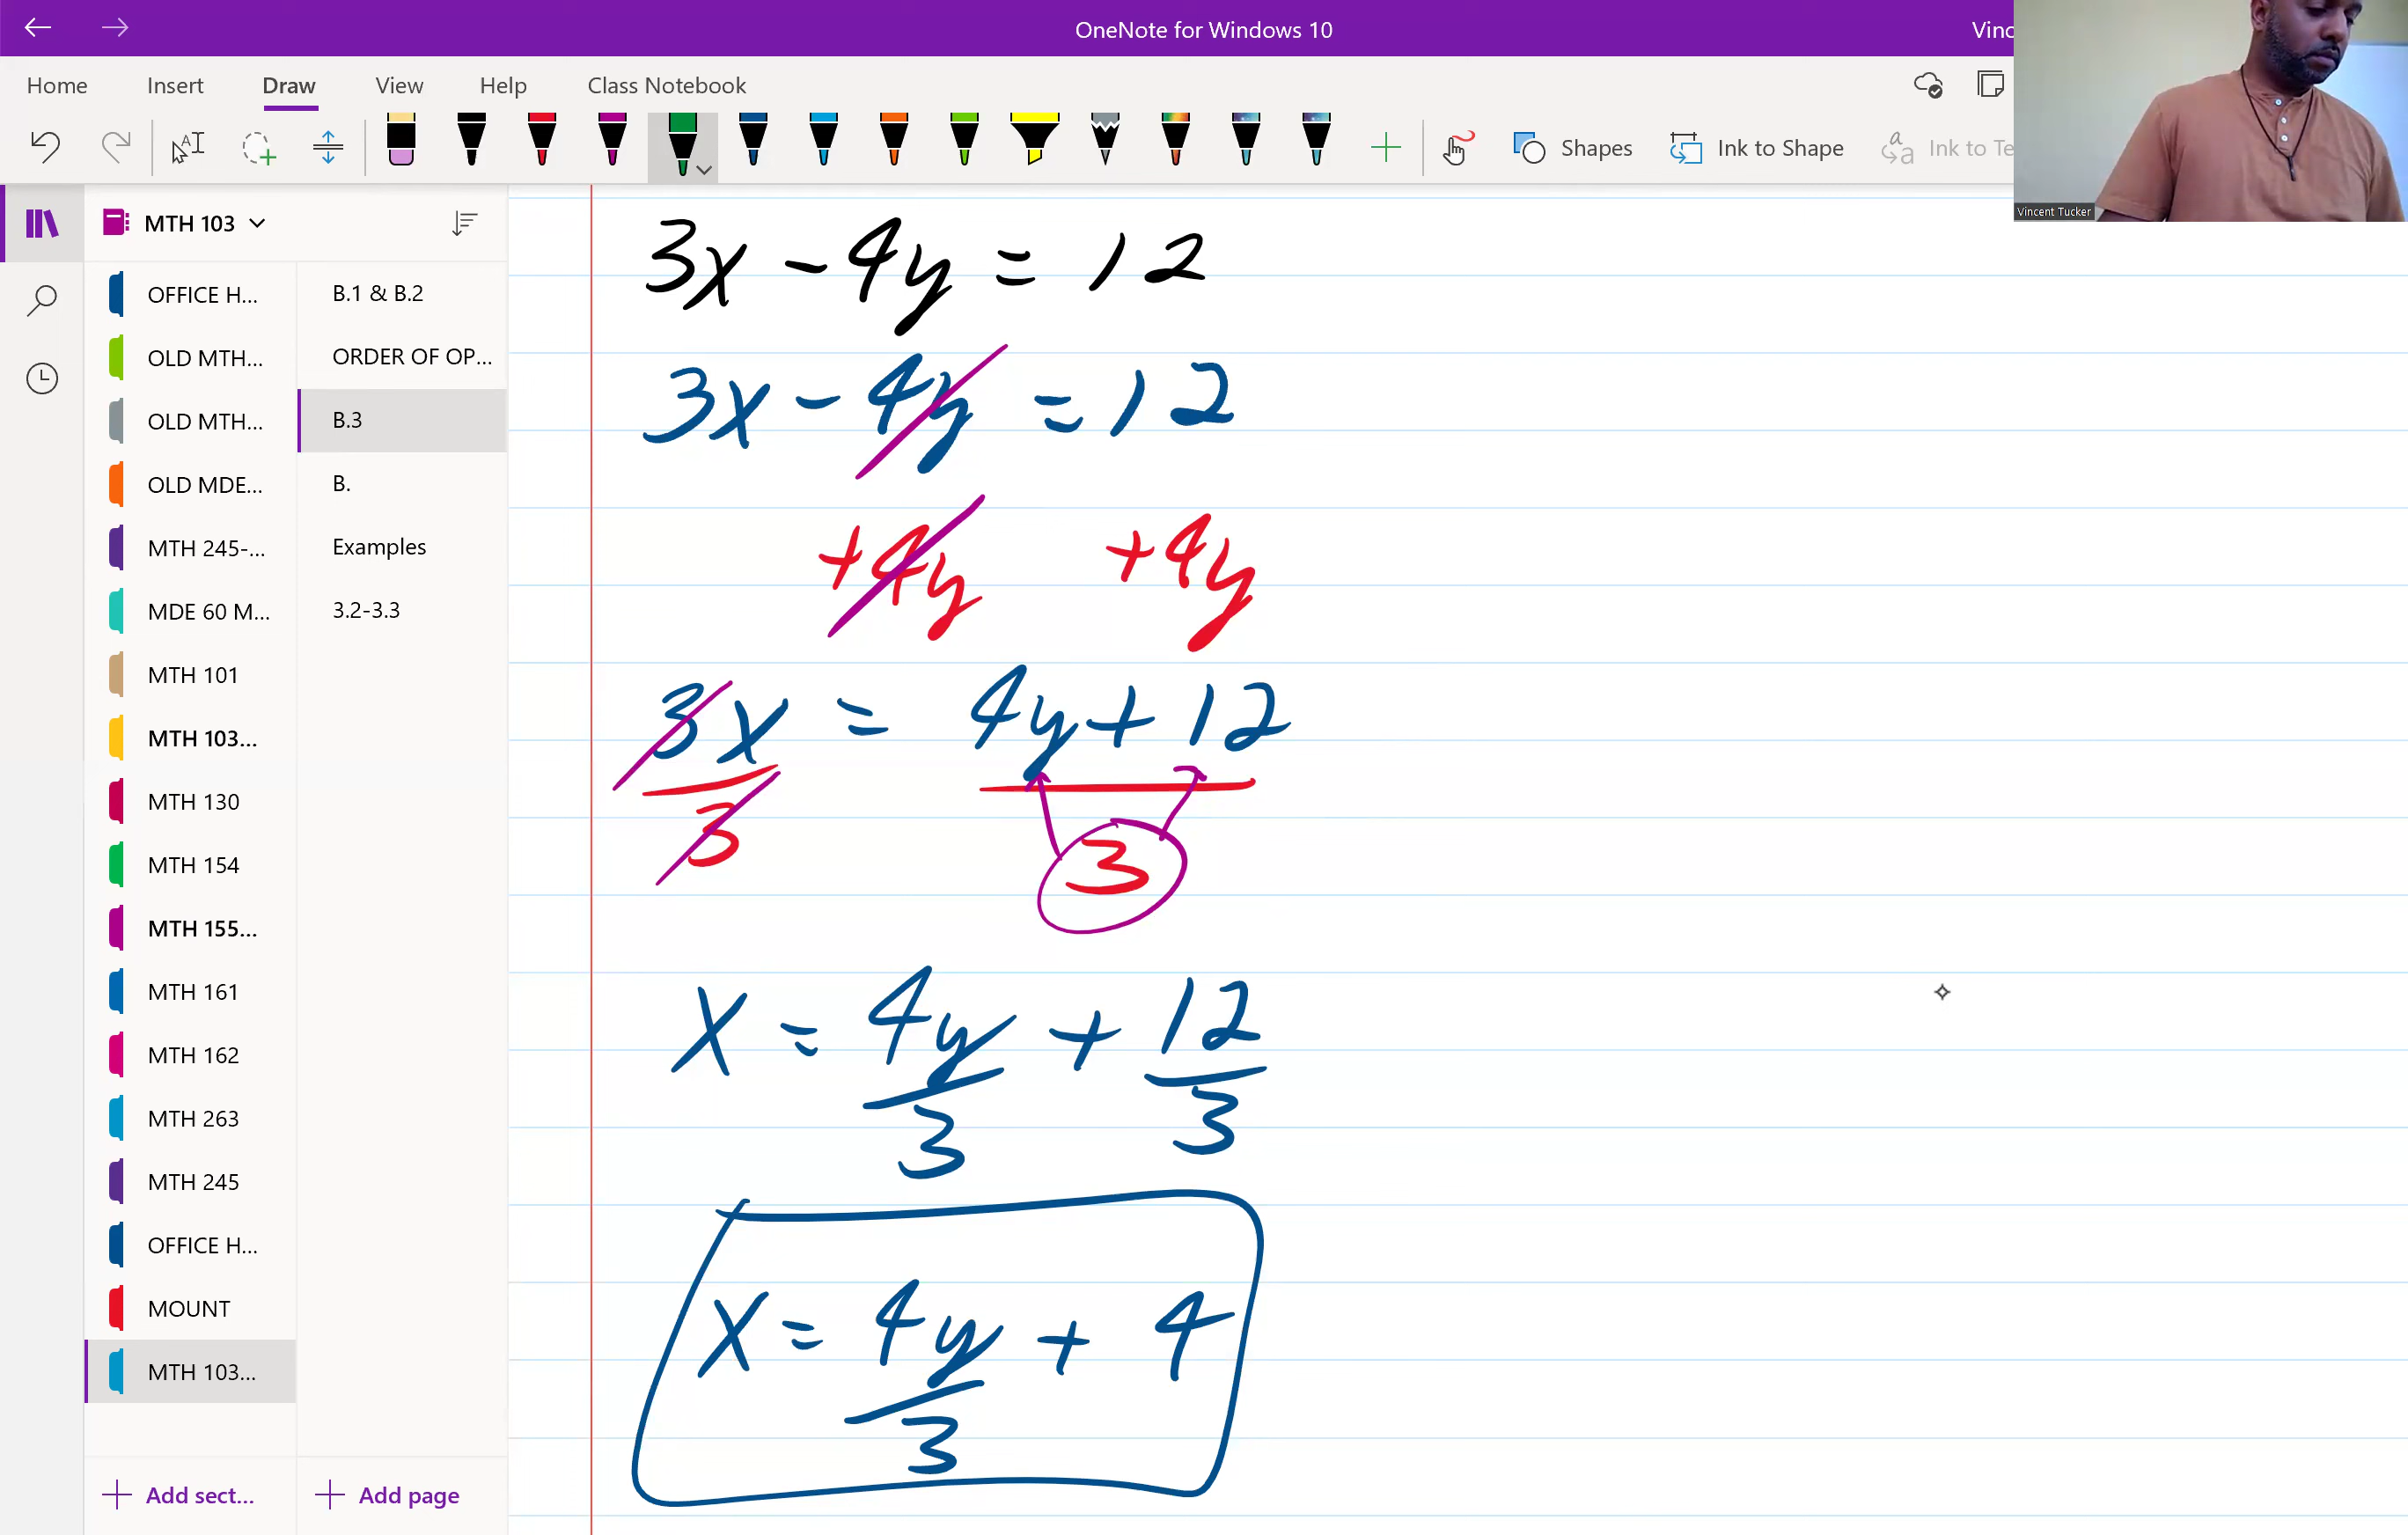 OneNote for Windows 10
Vinc
Home Insert Draw View Help Class Notebook
Shapes Ink to Shape Ink to Te
Vincent Tucker
MTH 103
OFFICE H...
OLD MTH...
OLD MTH...
OLD MDE...
MTH 245-...
MDE 60 M...
MTH 101
MTH 103...
MTH 130
MTH 154
MTH 155...
MTH 161
MTH 162
MTH 263
MTH 245
OFFICE H...
MOUNT
MTH 103...
Add sect...
B.1 & B.2
ORDER OF OP...
B.3
B.
Examples
3.2-3.3
Add page
3x - 4y = 12
3x - 4y = 12
+4y +4y
3x = 4y + 12
3 3
x = 4y + 12
3 3
x = 4y + 4
3